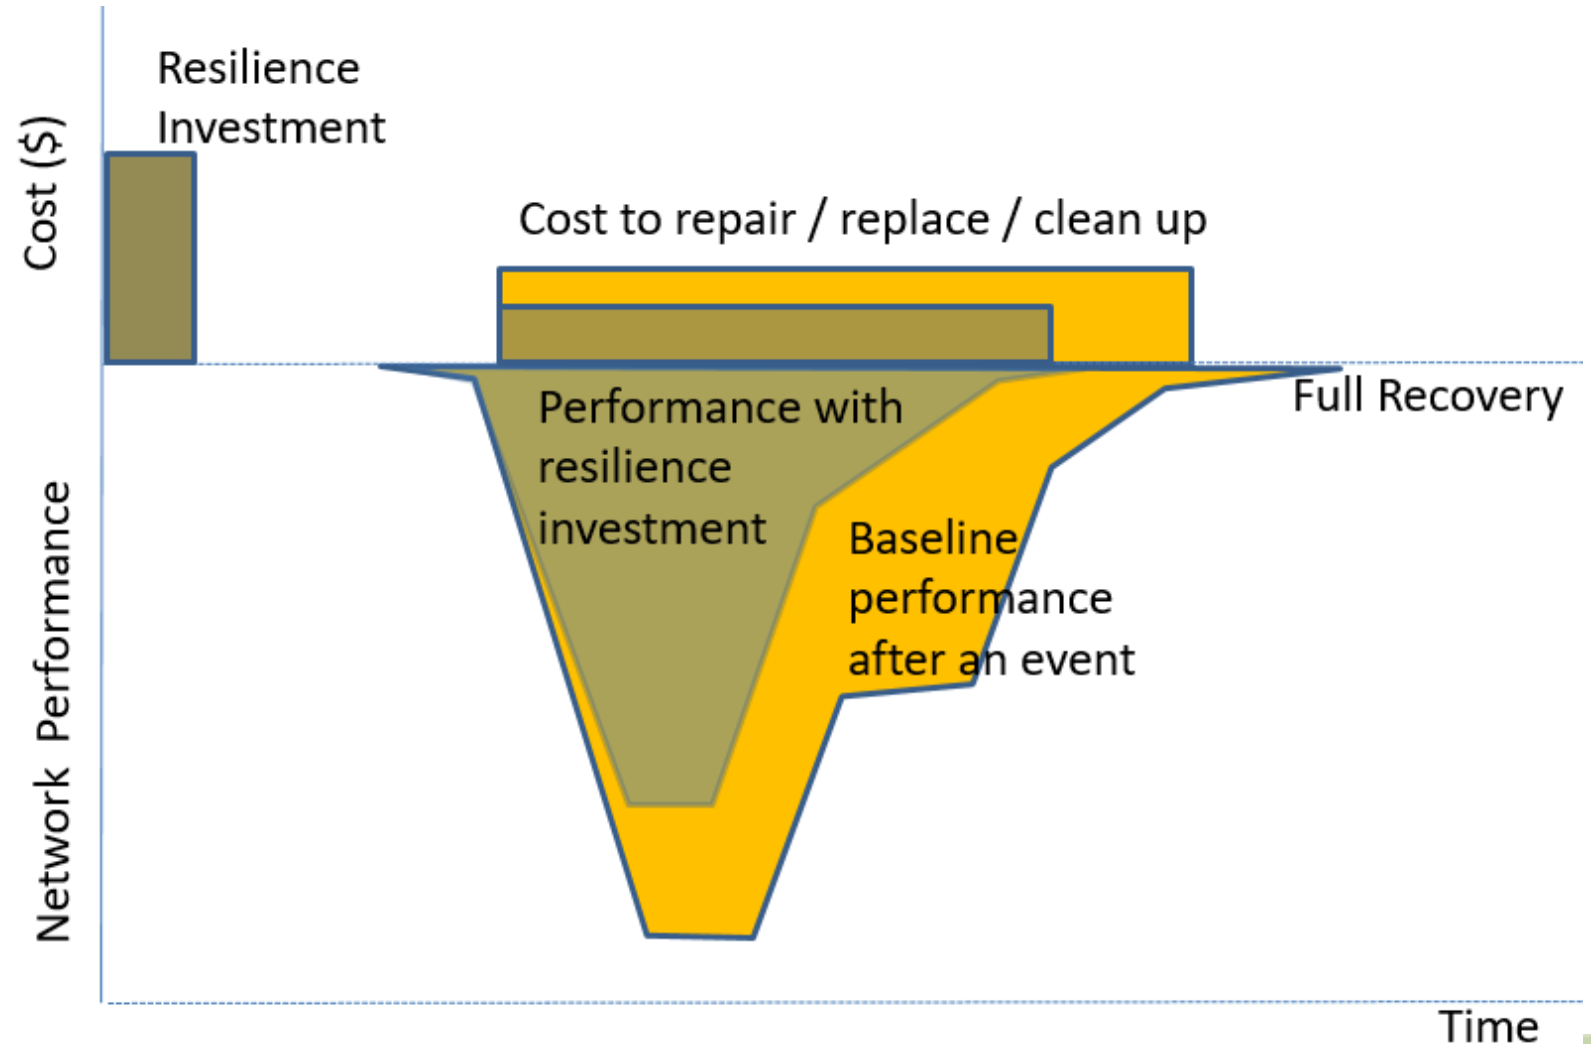 Resilience
Investment
Cost ($)
Cost to repair / replace / clean up
Performance with
resilience
investment
Full Recovery
Baseline
performance
after an event
Network Performance
Time